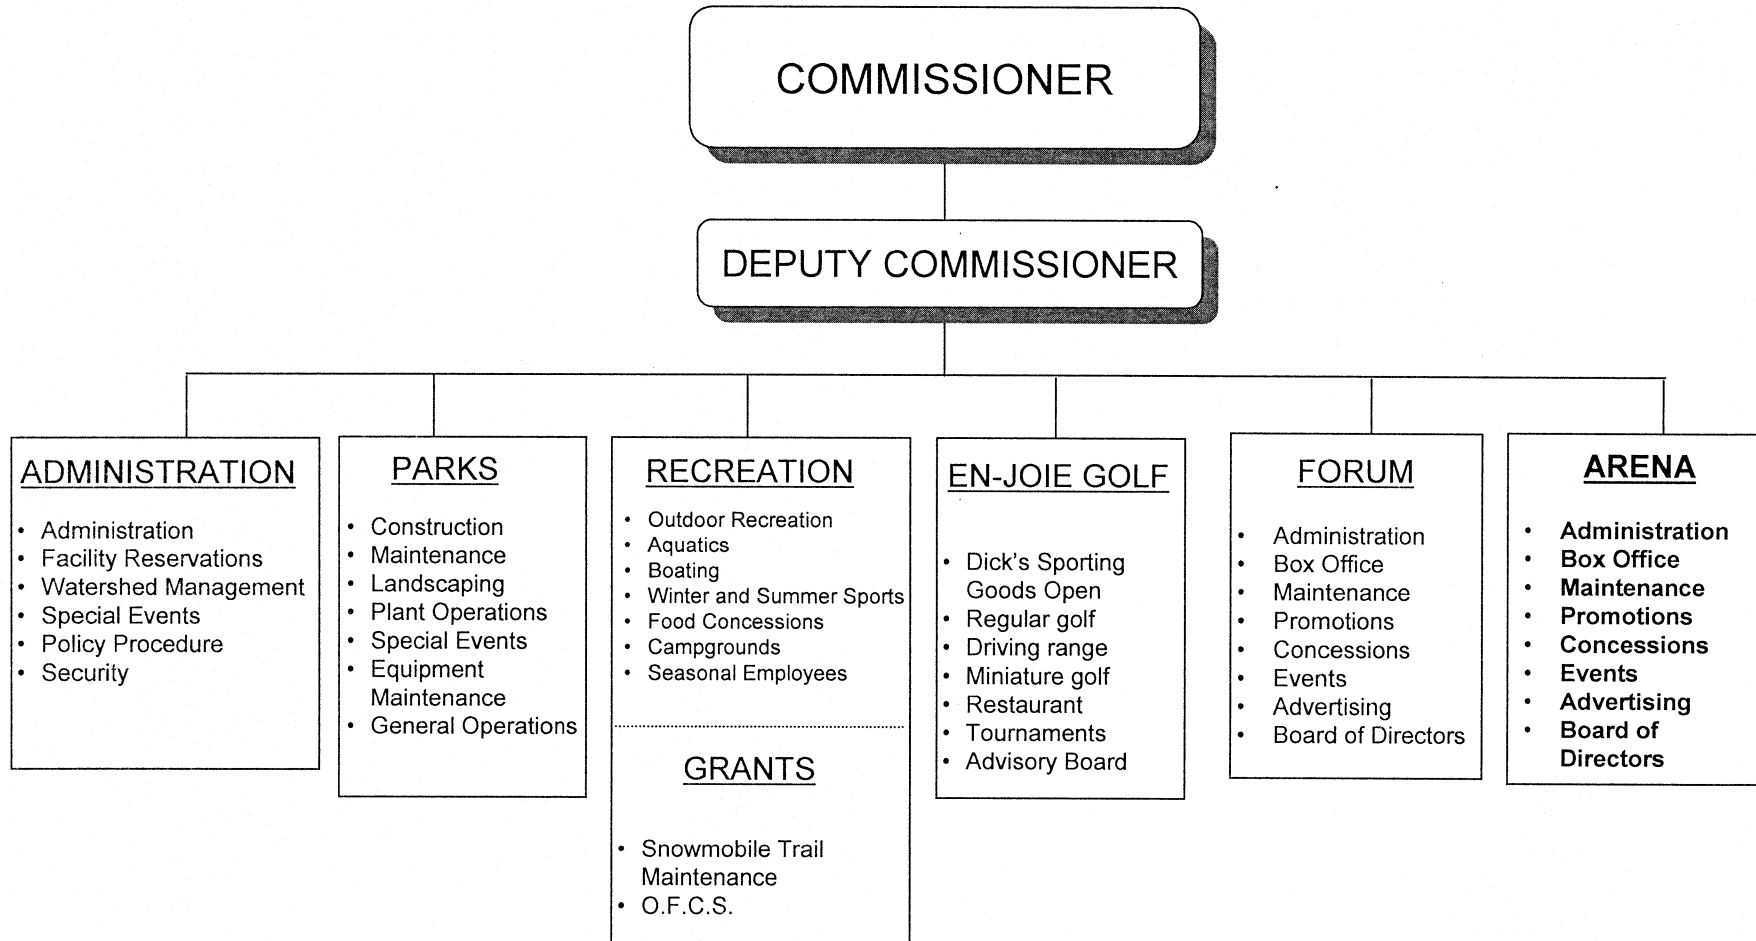 COMMISSIONER
DEPUTY COMMISSIONER
ADMINISTRATION
• Administration
• Facility Reservations
• Watershed Management
• Special Events
• Policy Procedure
• Security
PARKS
• Construction
• Maintenance
• Landscaping
• Plant Operations
• Special Events
• Equipment
Maintenance
• General Operations
RECREATION
• Outdoor Recreation
• Aquatics
• Boating
• Winter and Summer Sports
• Food Concessions
• Campgrounds
• Seasonal Employees
GRANTS
• Snowmobile Trail
Maintenance
• O.F.C.S.
EN-JOIE GOLF
• Dick's Sporting
Goods Open
• Regular golf
• Driving range
• Miniature golf
• Restaurant
• Tournaments
• Advisory Board
FORUM
• Administration
• Box Office
• Maintenance
• Promotions
• Concessions
• Events
• Advertising
• Board of Directors
ARENA
• Administration
• Box Office
• Maintenance
• Promotions
• Concessions
• Events
• Advertising
• Board of
Directors